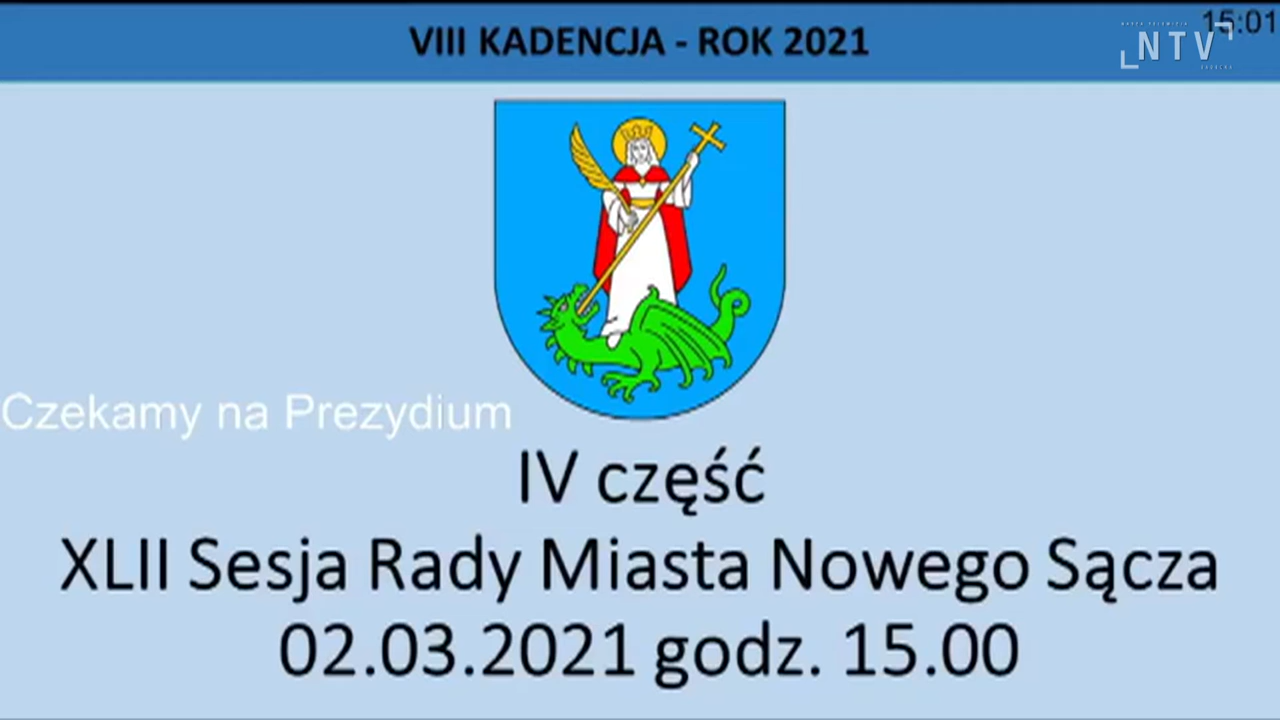 VIII KADENCJA - ROK 2021
15:01
NTV
Czekamy na Prezydium
IV część
XLII Sesja Rady Miasta Nowego Sącza
02.03.2021 godz. 15.00